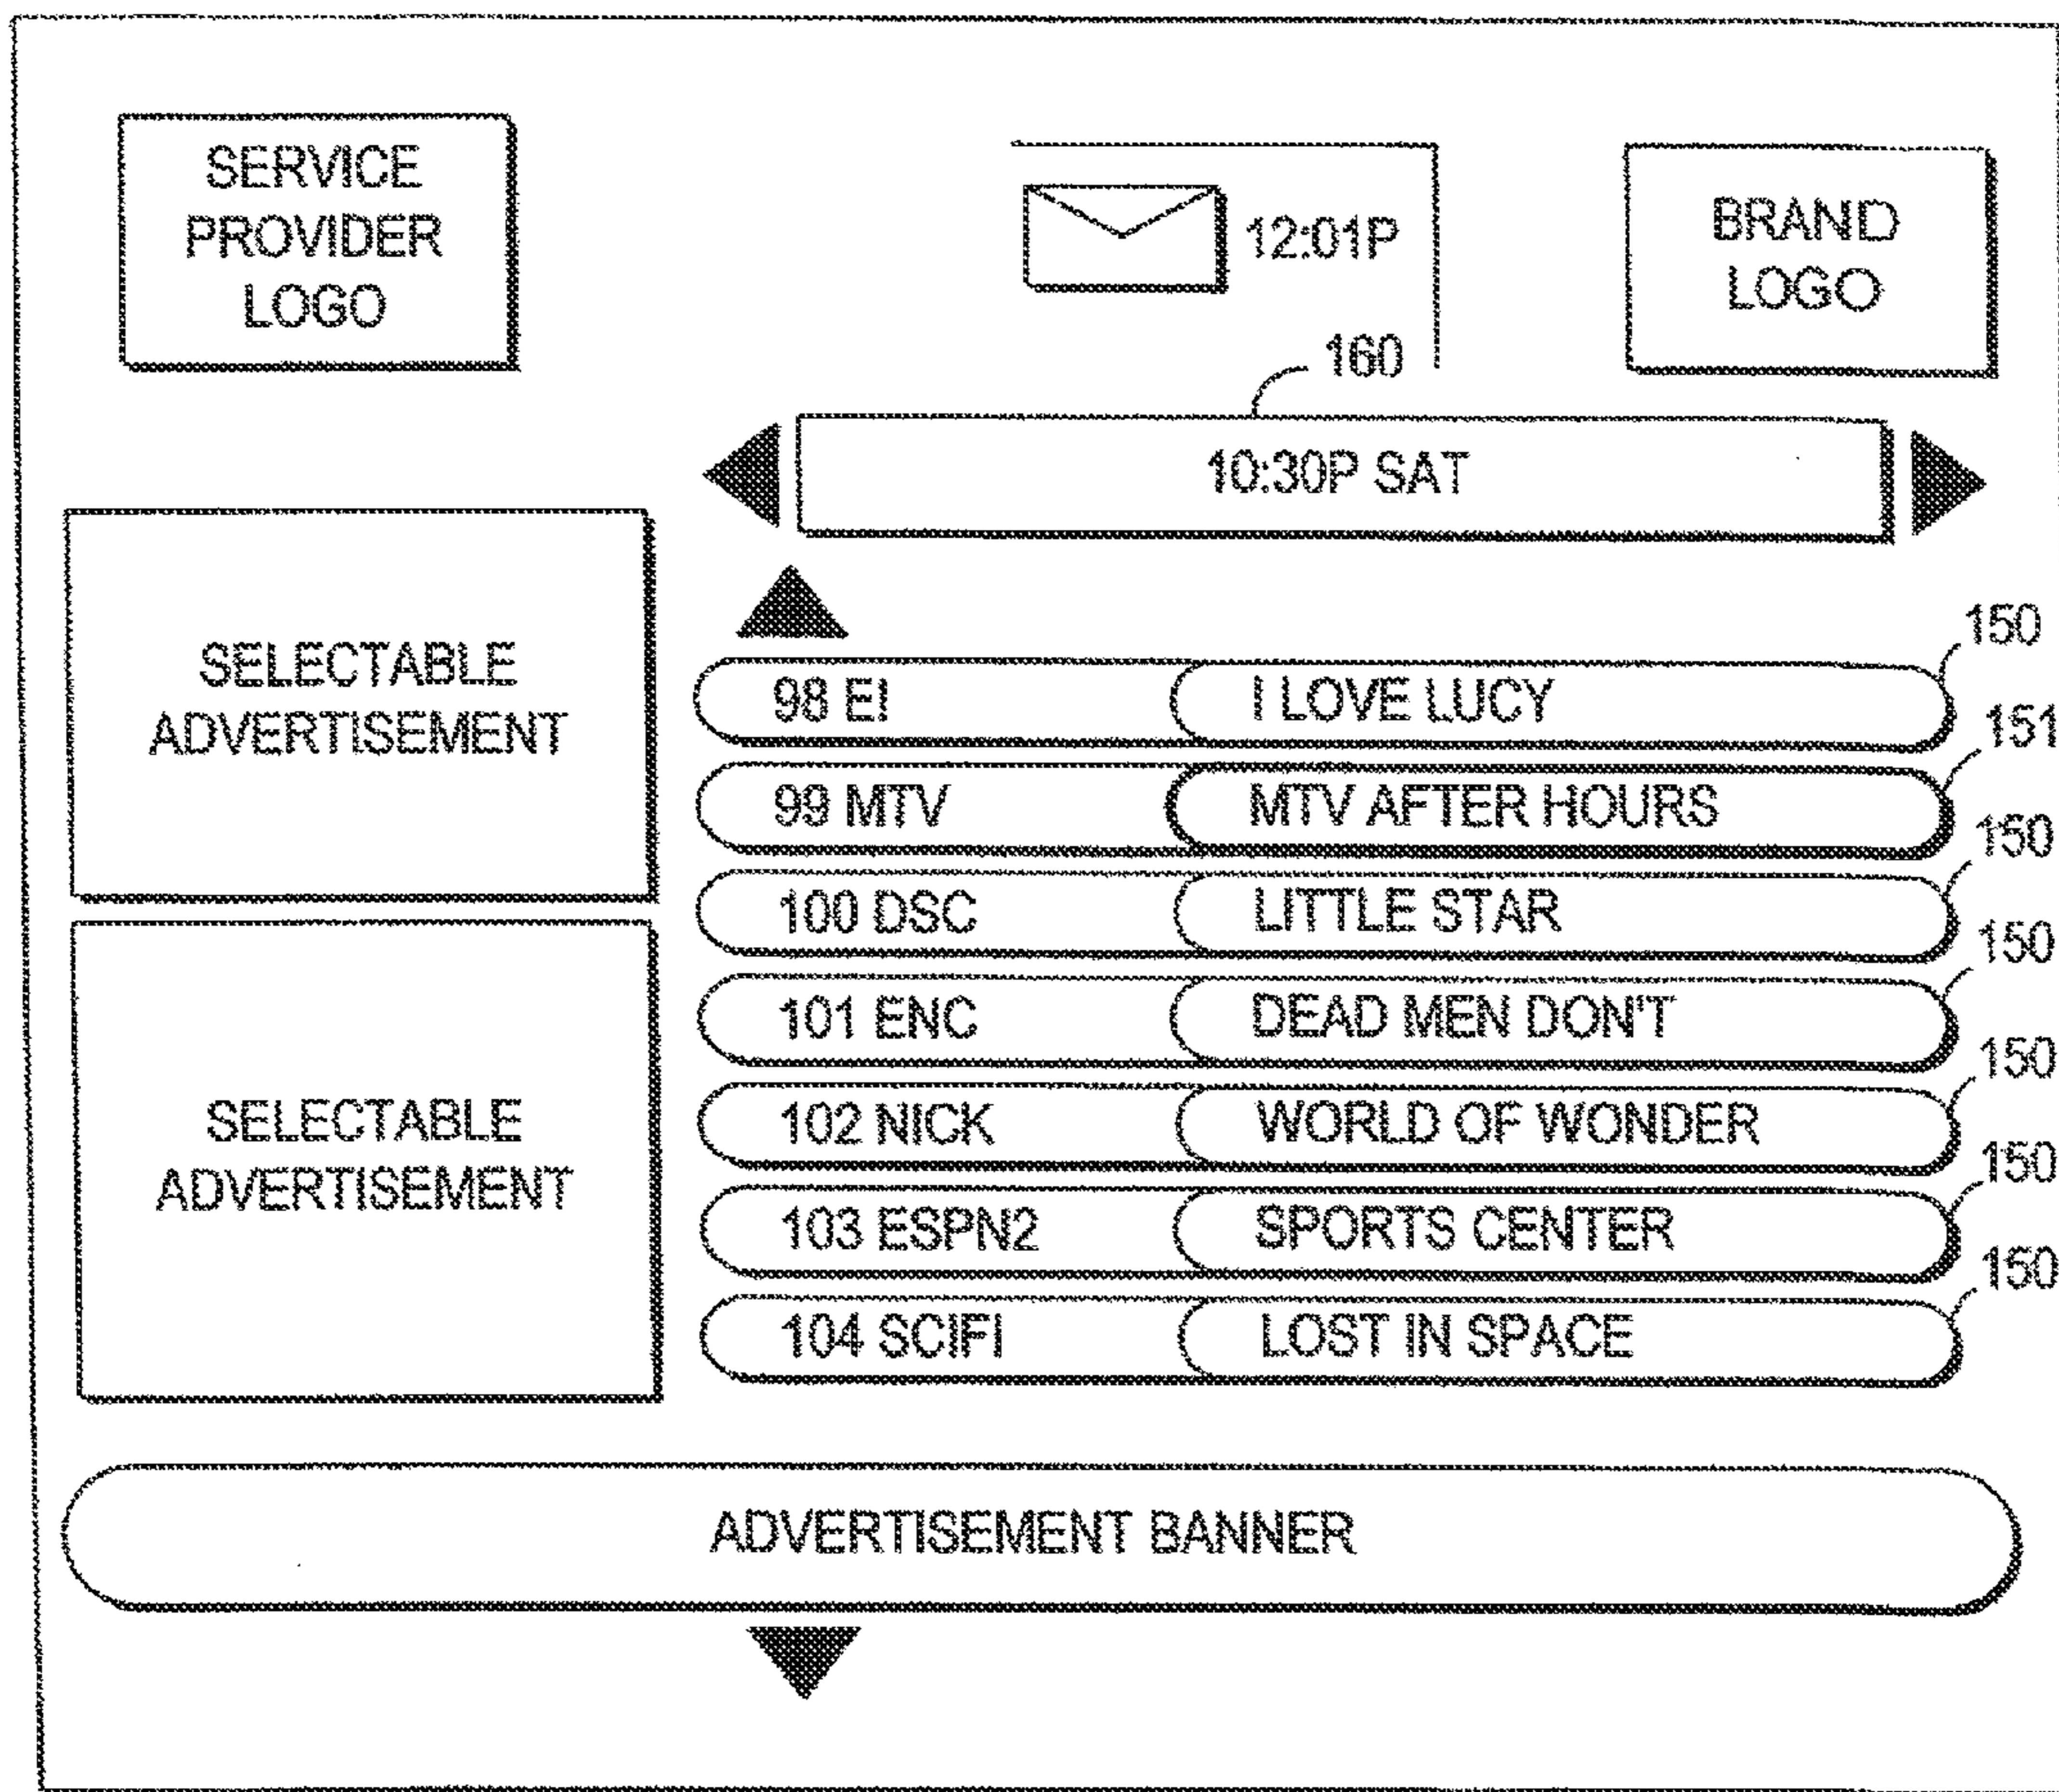 SERVICE
PROVIDER
LOGO
12:01P
BRAND
LOGO
160
10:30P SAT
SELECTABLE
ADVERTISEMENT
SELECTABLE
ADVERTISEMENT
98 E! I LOVE LUCY 150
99 MTV MTV AFTER HOURS 151
100 DSC LITTLE STAR 150
101 ENC DEAD MEN DON'T 150
102 NICK WORLD OF WONDER 150
103 ESPN2 SPORTS CENTER 150
104 SCIFI LOST IN SPACE 150
ADVERTISEMENT BANNER